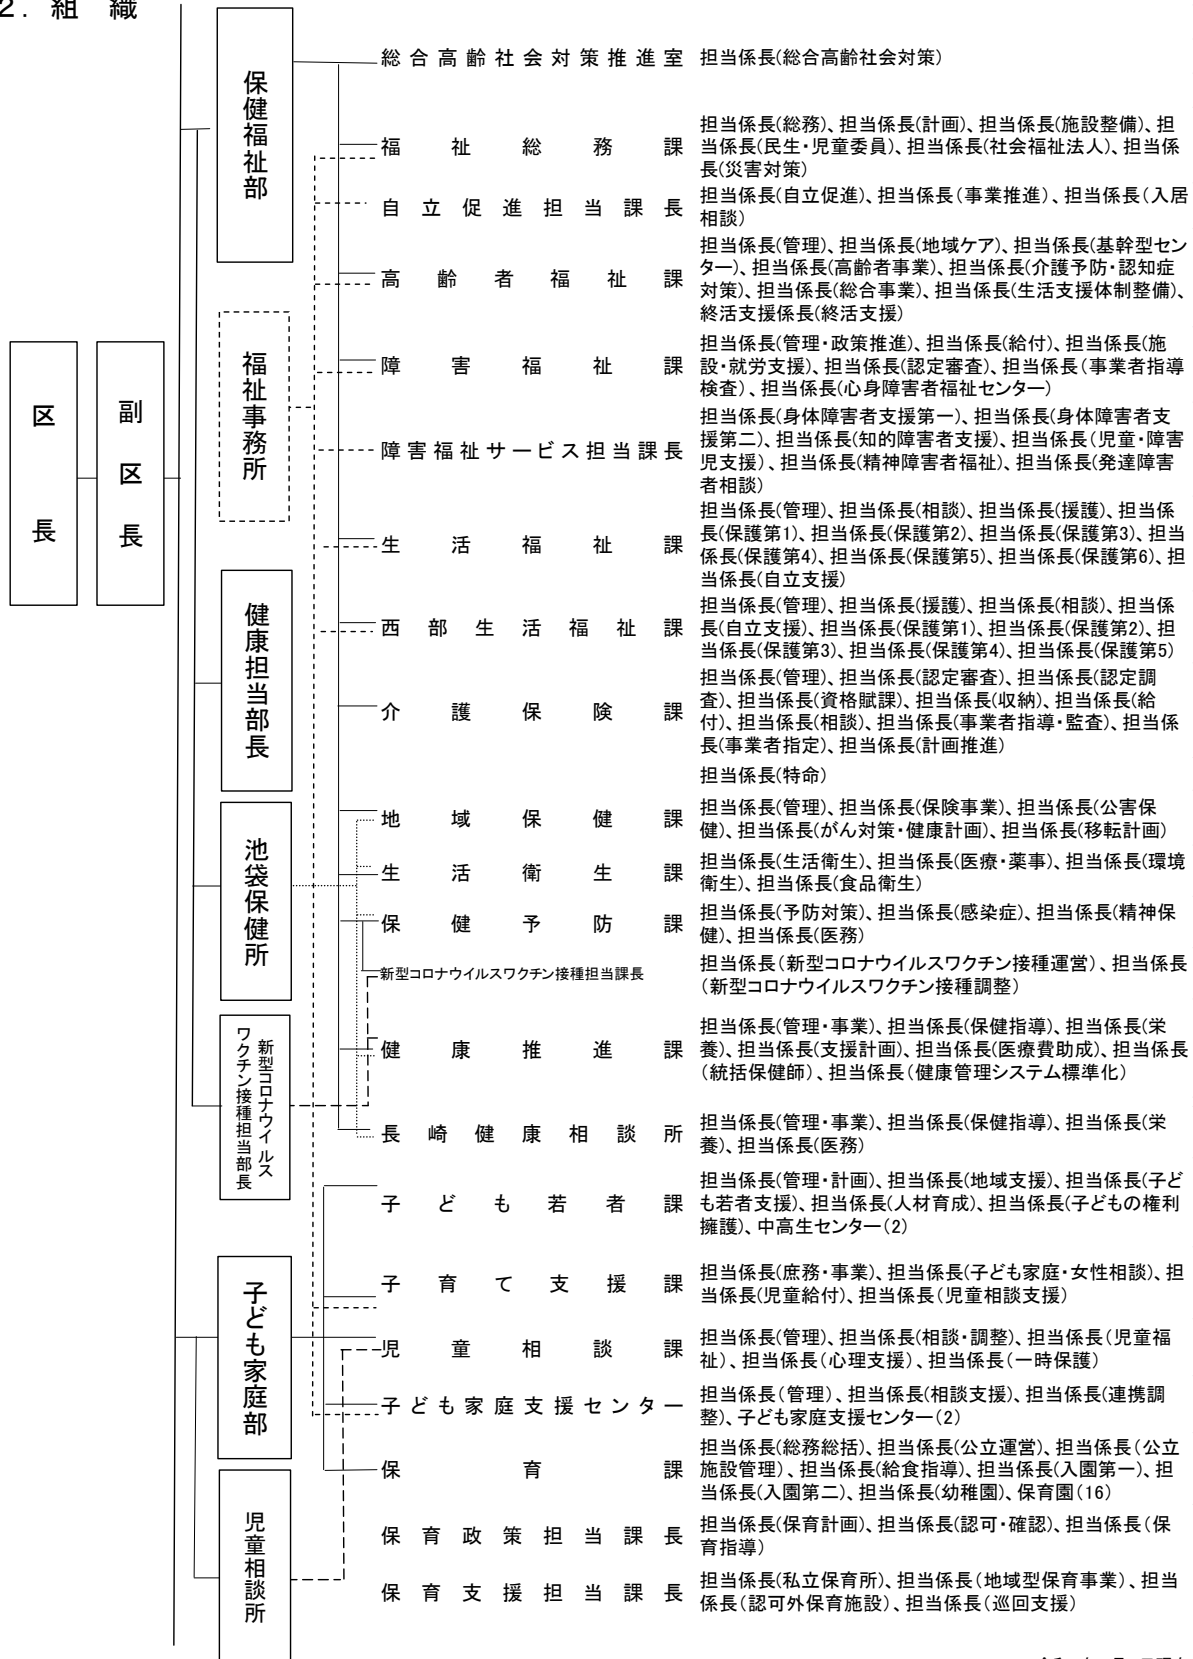 2．組　織
区長
副区長
保健福祉部
福祉事務所
健康担当部長
池袋保健所
新型コロナウイルス
ワクチン接種担当部長
子ども家庭部
児童相談所
総合高齢社会対策推進室
担当係長(総合高齢社会対策)
福祉総務課
担当係長(総務)、担当係長(計画)、担当係長(施設整備)、担
当係長(民生・児童委員)、担当係長(社会福祉法人)、担当係
長(災害対策)
自立促進担当課長
担当係長(自立促進)、担当係長(事業推進)、担当係長(入居
相談)
高齢者福祉課
担当係長(管理)、担当係長(地域ケア)、担当係長(基幹型セン
ター)、担当係長(高齢者事業)、担当係長(介護予防・認知症
対策)、担当係長(総合事業)、担当係長(生活支援体制整備)、
終活支援係長(終活支援)
障害福祉課
担当係長(管理・政策推進)、担当係長(給付)、担当係長(施
設・就労支援)、担当係長(認定審査)、担当係長(事業者指導
検査)、担当係長(心身障害者福祉センター)
障害福祉サービス担当課長
担当係長(身体障害者支援第一)、担当係長(身体障害者支
援第二)、担当係長(知的障害者支援)、担当係長(児童・障害
児支援)、担当係長(精神障害者福祉)、担当係長(発達障害
者相談)
生活福祉課
担当係長(管理)、担当係長(相談)、担当係長(援護)、担当係
長(保護第1)、担当係長(保護第2)、担当係長(保護第3)、担当
係長(保護第4)、担当係長(保護第5)、担当係長(保護第6)、担
当係長(自立支援)
西部生活福祉課
担当係長(管理)、担当係長(援護)、担当係長(相談)、担当係
長(自立支援)、担当係長(保護第1)、担当係長(保護第2)、担
当係長(保護第3)、担当係長(保護第4)、担当係長(保護第5)
介護保険課
担当係長(管理)、担当係長(認定審査)、担当係長(認定調
査)、担当係長(資格賦課)、担当係長(収納)、担当係長(給
付)、担当係長(相談)、担当係長(事業者指導・監査)、担当係
長(事業者指定)、担当係長(計画推進)
担当係長(特命)
地域保健課
担当係長(管理)、担当係長(保険事業)、担当係長(公害保
健)、担当係長(がん対策・健康計画)、担当係長(移転計画)
生活衛生課
担当係長(生活衛生)、担当係長(医療・薬事)、担当係長(環境
衛生)、担当係長(食品衛生)
保健予防課
担当係長(予防対策)、担当係長(感染症)、担当係長(精神保
健)、担当係長(医務)
新型コロナウイルスワクチン接種担当課長
担当係長(新型コロナウイルスワクチン接種運営)、担当係長
(新型コロナウイルスワクチン接種調整)
健康推進課
担当係長(管理・事業)、担当係長(保健指導)、担当係長(栄
養)、担当係長(支援計画)、担当係長(医療費助成)、担当係長
(統括保健師)、担当係長(健康管理システム標準化)
長崎健康相談所
担当係長(管理・事業)、担当係長(保健指導)、担当係長(栄
養)、担当係長(医務)
子ども若者課
担当係長(管理・計画)、担当係長(地域支援)、担当係長(子ど
も若者支援)、担当係長(人材育成)、担当係長(子どもの権利
擁護)、中高生センター(2)
子育て支援課
担当係長(庶務・事業)、担当係長(子ども家庭・女性相談)、担
当係長(児童給付)、担当係長(児童相談支援)
児童相談課
担当係長(管理)、担当係長(相談・調整)、担当係長(児童福
祉)、担当係長(心理支援)、担当係長(一時保護)
子ども家庭支援センター
担当係長(管理)、担当係長(相談支援)、担当係長(連携調
整)、子ども家庭支援センター(2)
保育課
担当係長(総務総括)、担当係長(公立運営)、担当係長(公立
施設管理)、担当係長(給食指導)、担当係長(入園第一)、担
当係長(入園第二)、担当係長(幼稚園)、保育園(16)
保育政策担当課長
担当係長(保育計画)、担当係長(認可・確認)、担当係長(保
育指導)
保育支援担当課長
担当係長(私立保育所)、担当係長(地域型保育事業)、担当
係長(認可外保育施設)、担当係長(巡回支援)